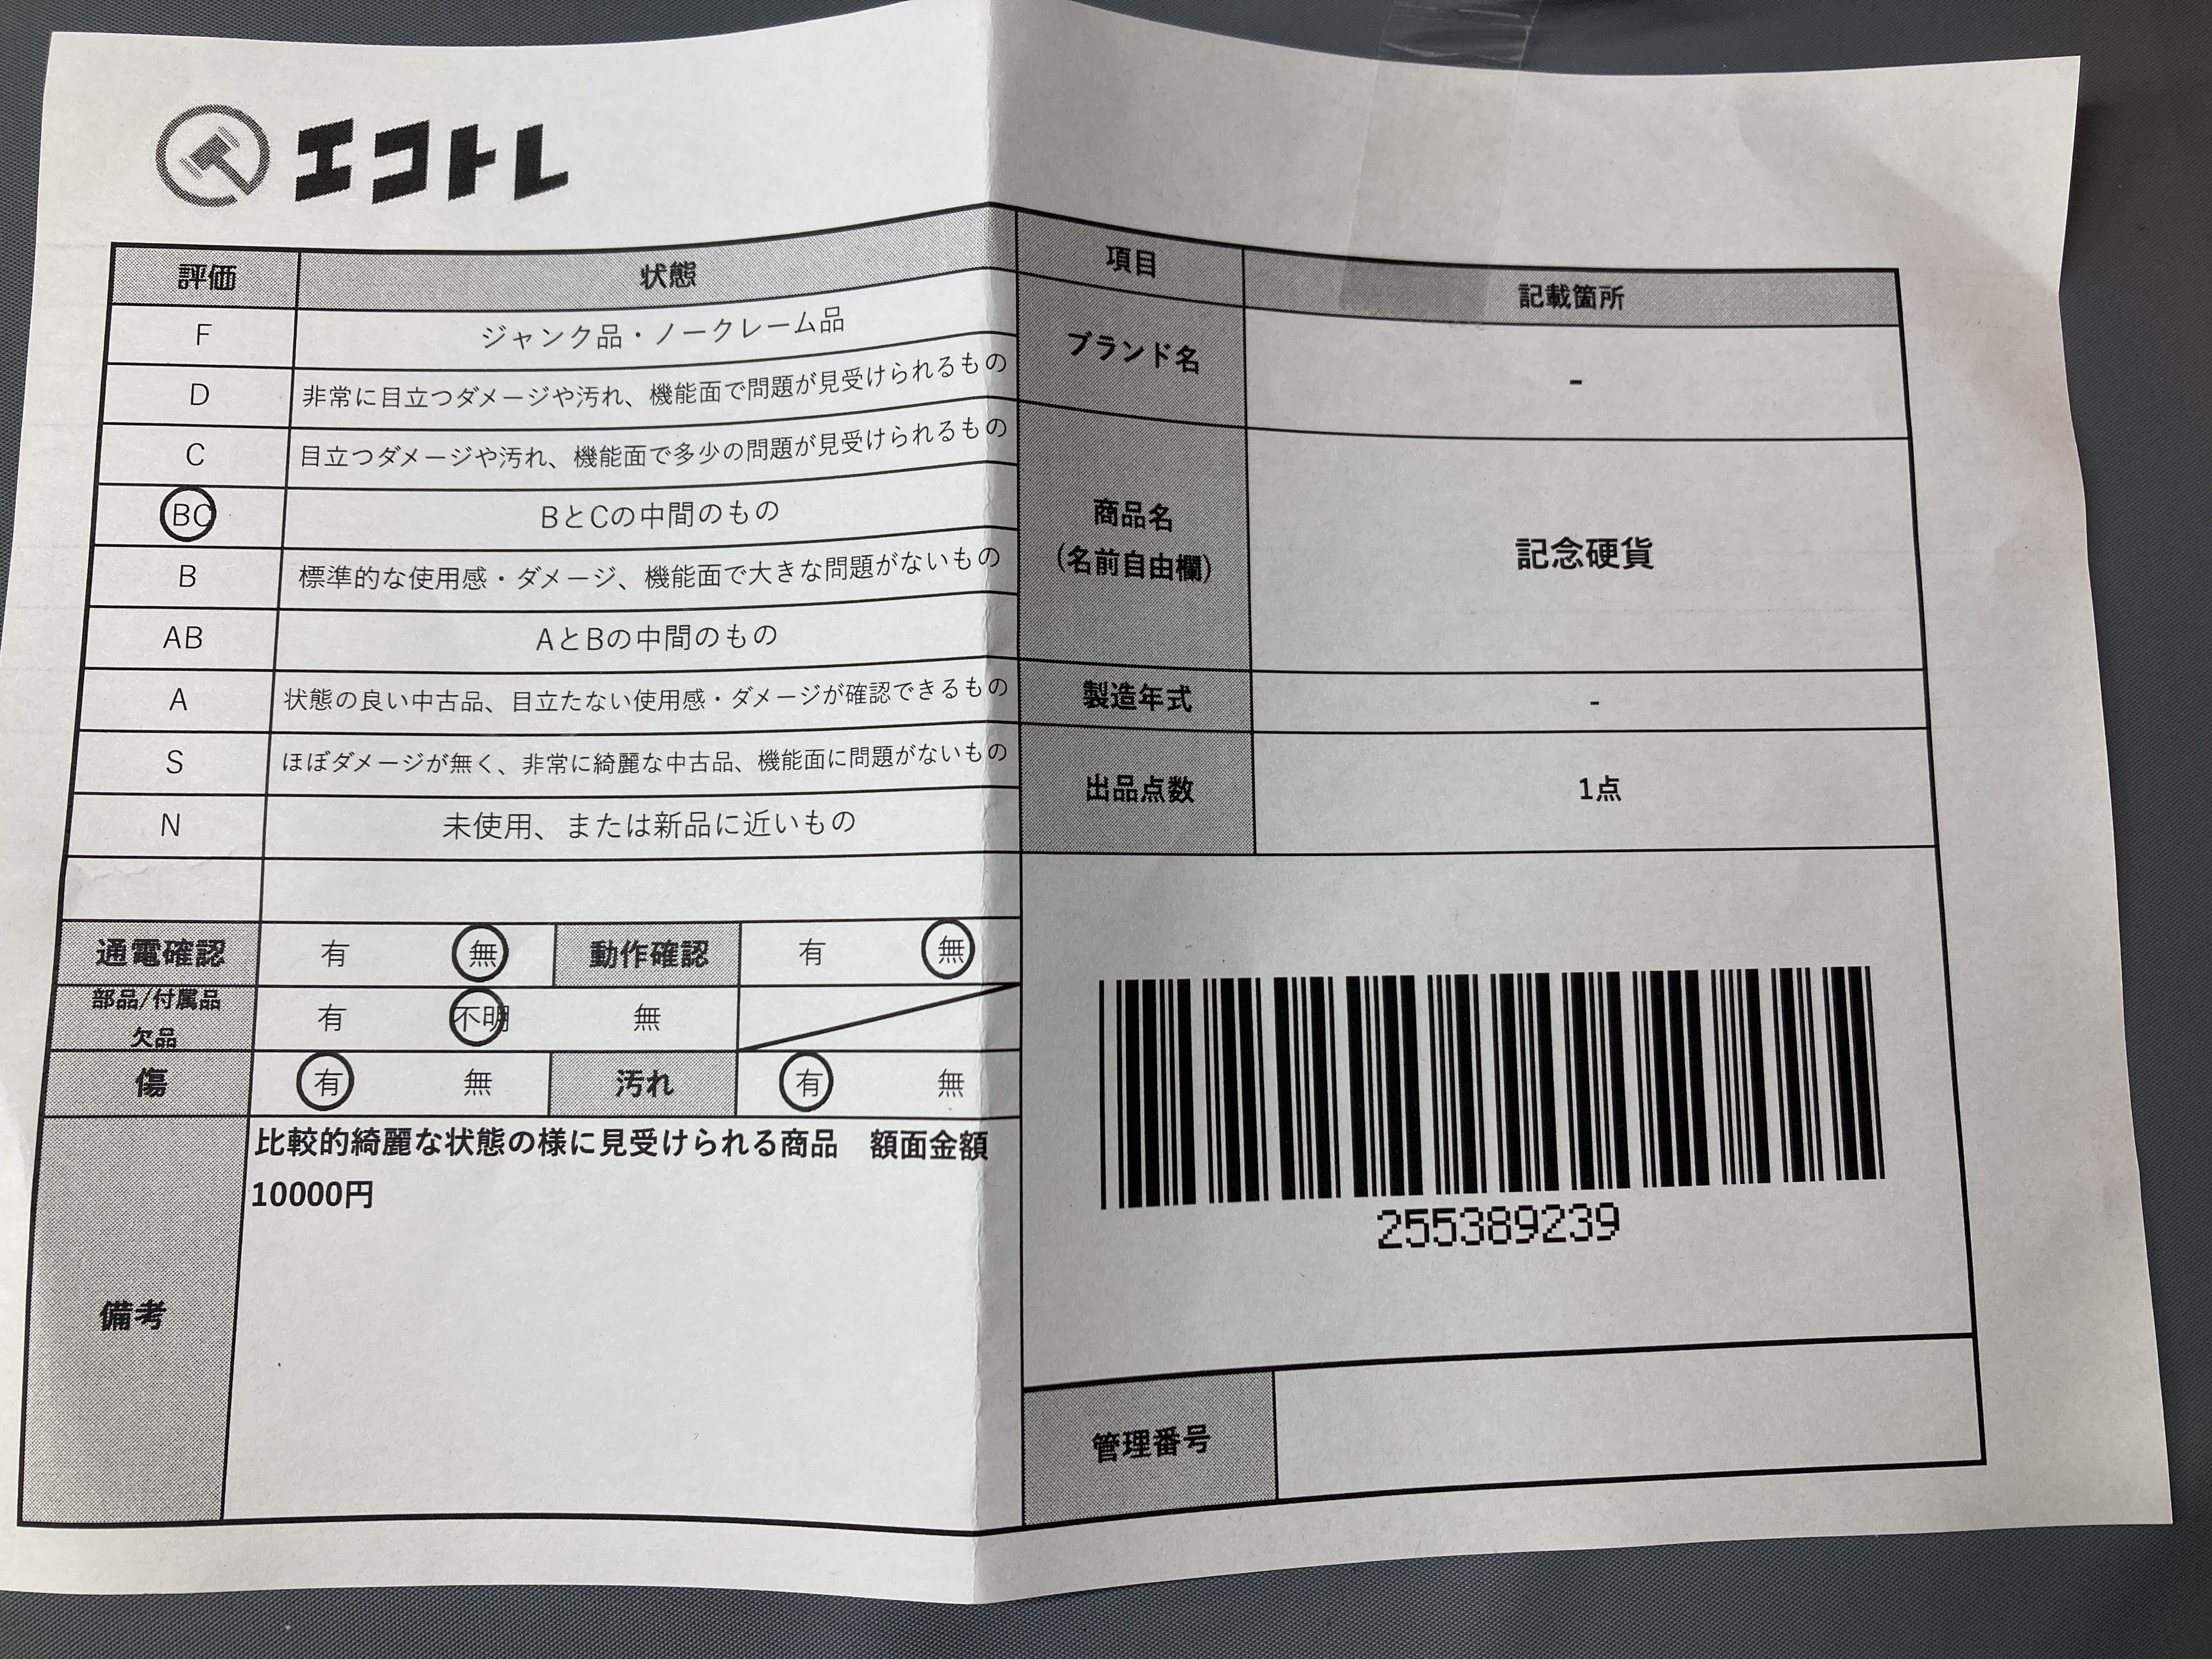 エコトレ
評価 状態
F ジャンク品・ノークレーム品
D 非常に目立つダメージや汚れ、機能面で問題が見受けられるもの
C 目立つダメージや汚れ、機能面で多少の問題が見受けられるもの
BC BとCの中間のもの
B 標準的な使用感・ダメージ、機能面で大きな問題がないもの
AB AとBの中間のもの
A 状態の良い中古品、目立たない使用感・ダメージが確認できるもの
S ほぼダメージが無く、非常に綺麗な中古品、機能面に問題がないもの
N 未使用、または新品に近いもの
通電確認 有 無 動作確認 有 無
部品/付属品
欠品 有 不明 無
傷 有 無 汚れ 有 無
備考
比較的綺麗な状態の様に見受けられる商品 額面金額
10000円
項目 記載箇所
ブランド名 -
商品名
(名前自由欄)
記念硬貨
製造年式 -
出品点数 1点
255389239
管理番号